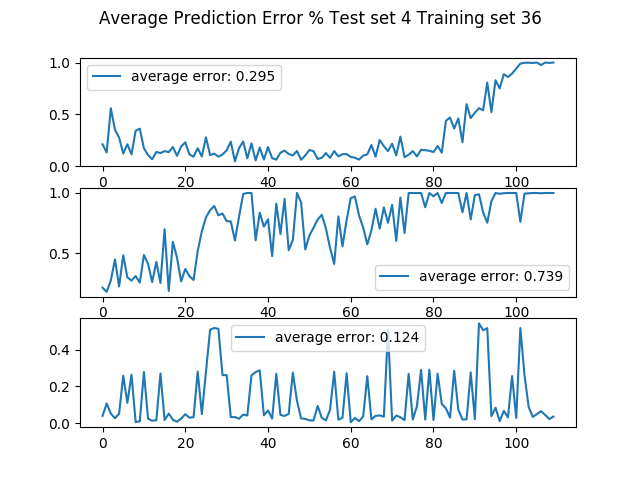 Average Prediction Error % Test set 4 Training set 36
1.0
average error: 0.295
0.5
0.0
0 20 40 60 80 100
1.0
0.5
average error: 0.739
0 20 40 60 80 100
average error: 0.124
0.4
0.2
0.0
0 20 40 60 80 100